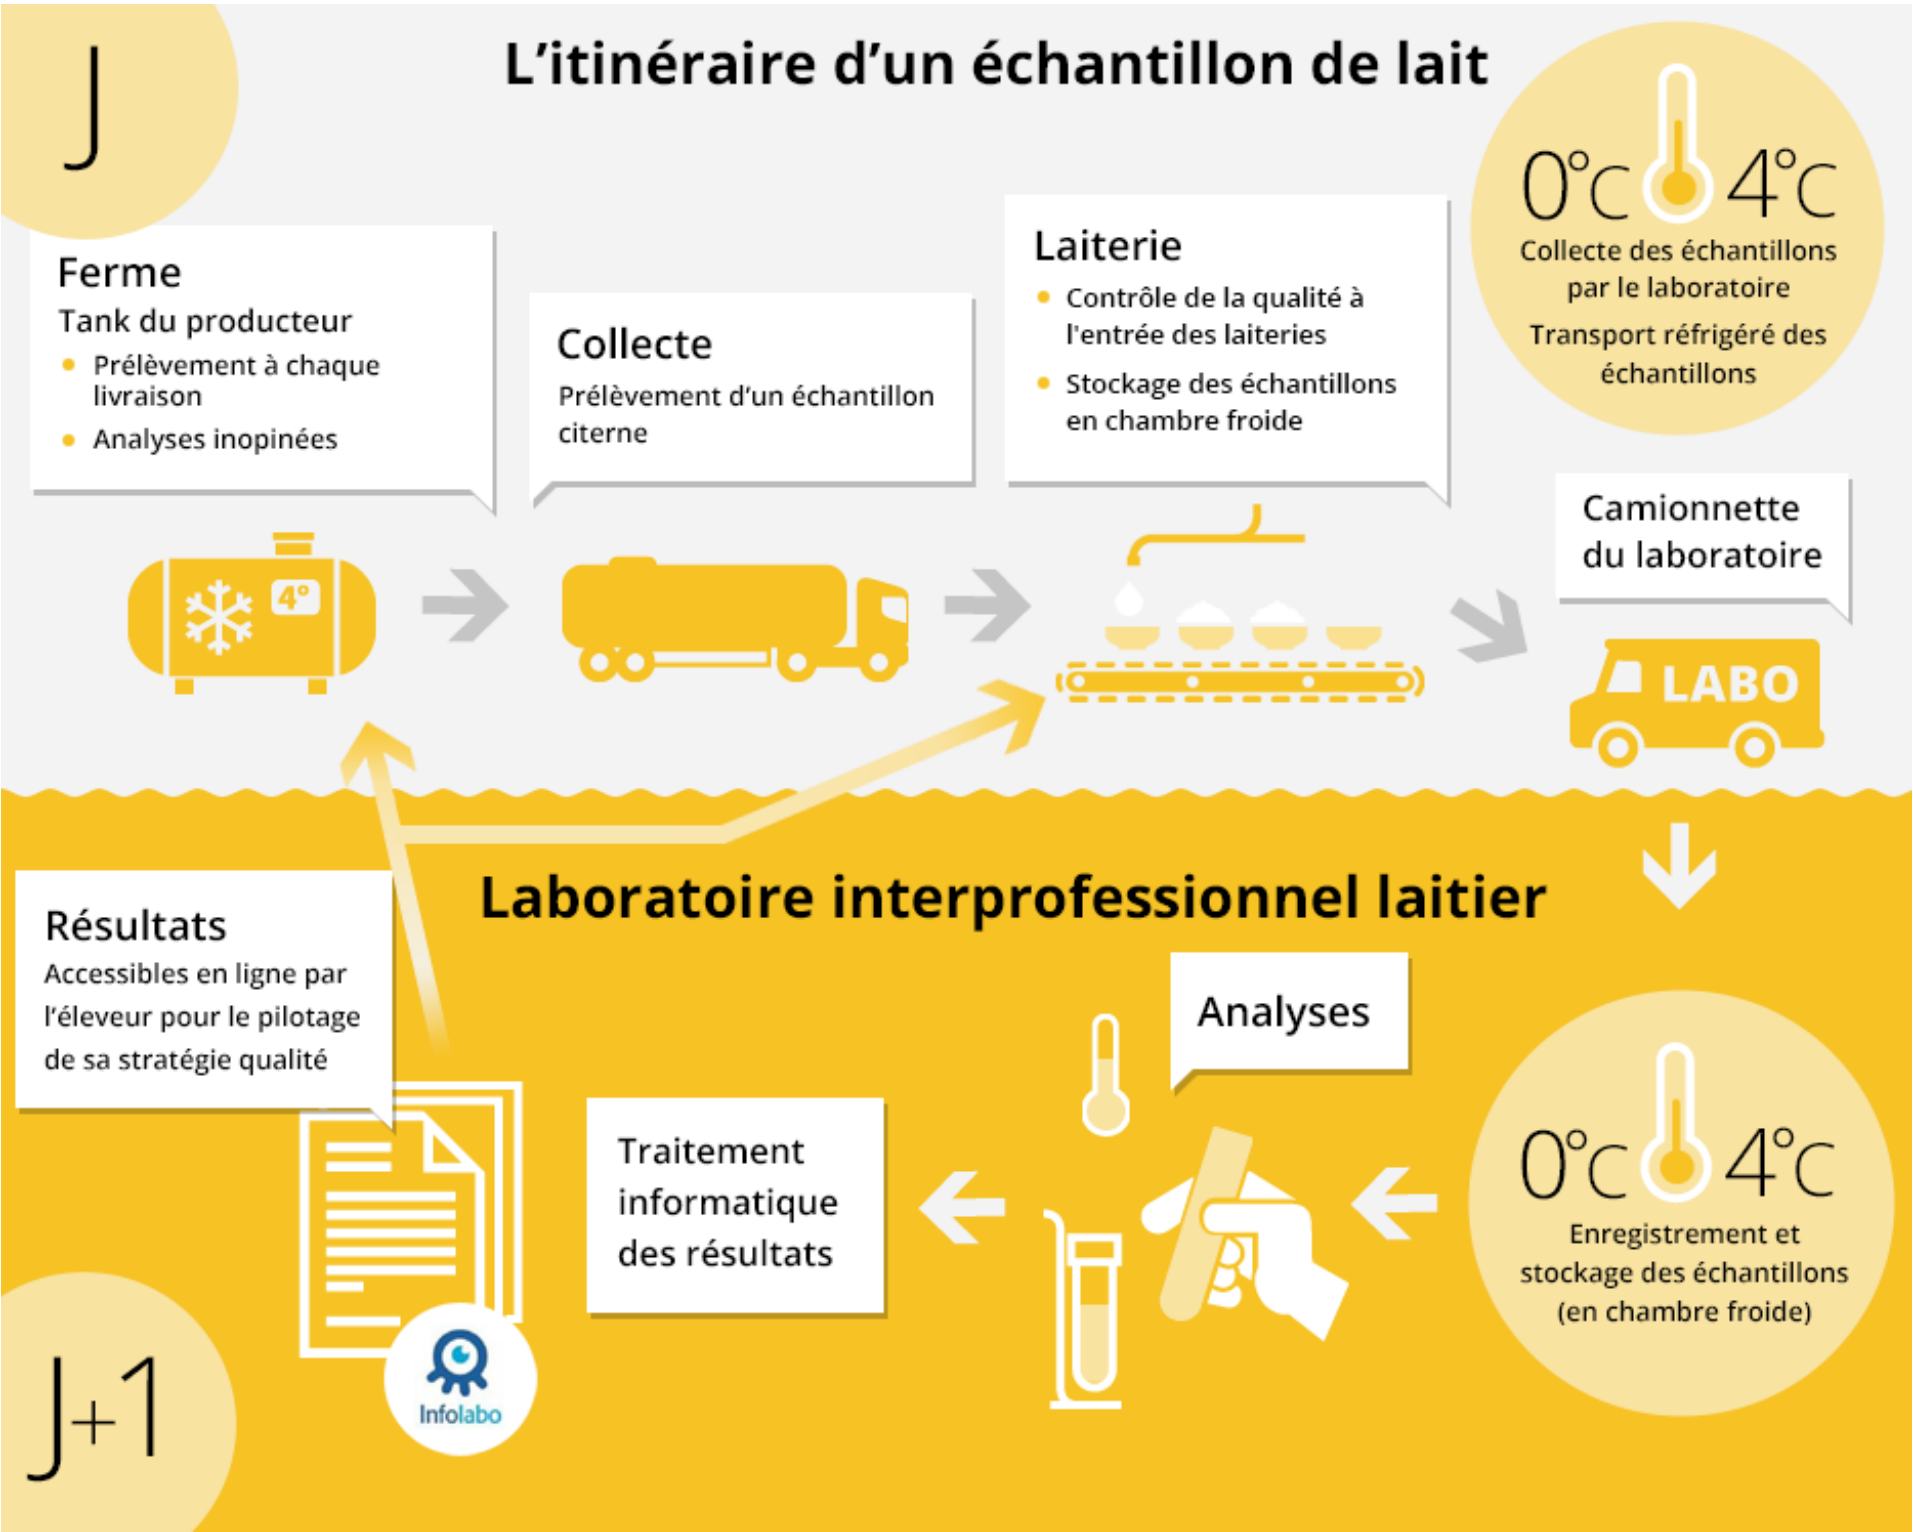 J
L’itinéraire d’un échantillon de lait
0°C 4°C
Collecte des échantillons
par le laboratoire
Transport réfrigéré des
échantillons
Ferme
Tank du producteur
Prélèvement à chaque
livraison
Analyses inopinées
Collecte
Prélèvement d’un échantillon
citerne
Laiterie
Contrôle de la qualité à
l'entrée des laiteries
Stockage des échantillons
en chambre froide
Camionnette
du laboratoire
4°
LABO
Laboratoire interprofessionnel laitier
Résultats
Accessibles en ligne par
l’éleveur pour le pilotage
de sa stratégie qualité
Traitement
informatique
des résultats
Analyses
0°C 4°C
Enregistrement et
stockage des échantillons
(en chambre froide)
Infolabo
J+1